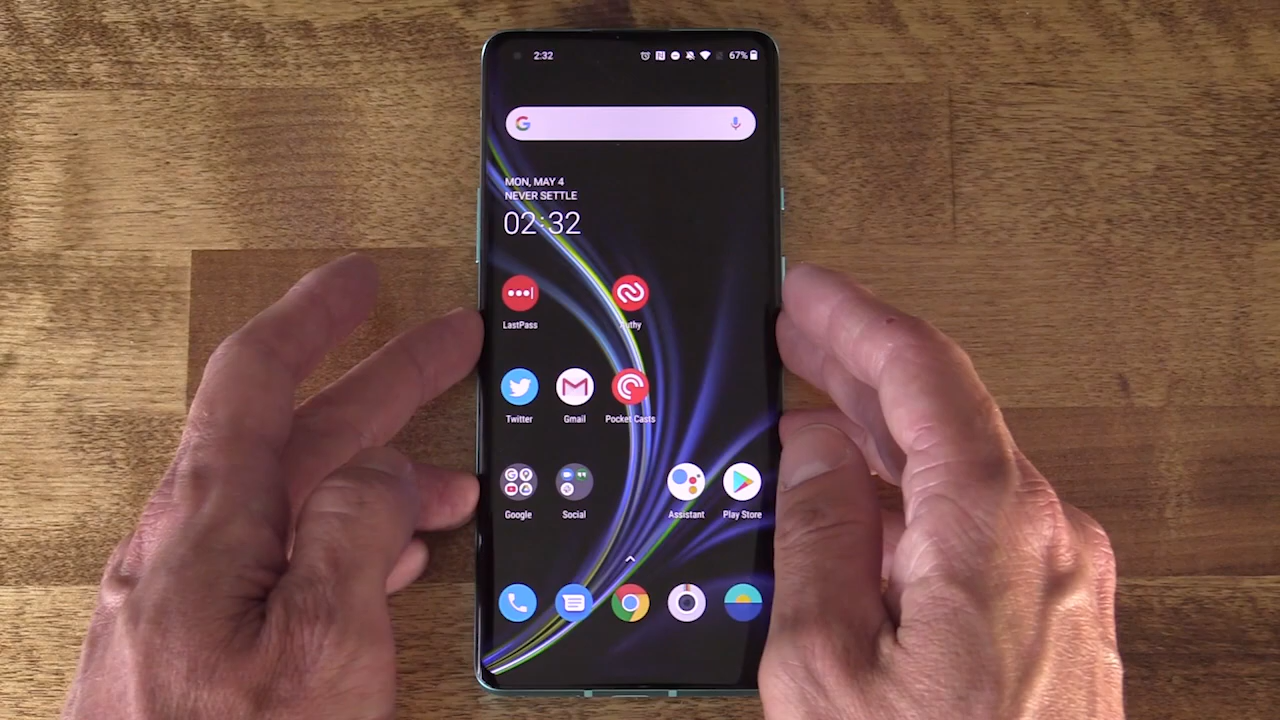 2:32 67%
MON, MAY 4
NEVER SETTLE
02:32
LastPass Authy
Twitter Gmail Pocket Casts
Google Social Assistant Play Store